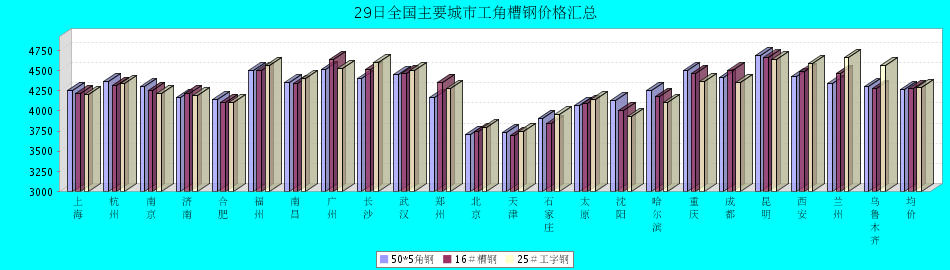 29日全国主要城市工角槽钢价格汇总
4750
4500
4250
4000
3750
3500
3250
3000
上海
杭州
南京
济南
合肥
福州
南昌
广州
长沙
武汉
郑州
北京
天津
石家庄
太原
沈阳
哈尔滨
重庆
成都
昆明
西安
兰州
乌鲁木齐
均价
50*5角钢
16#槽钢
25#工字钢